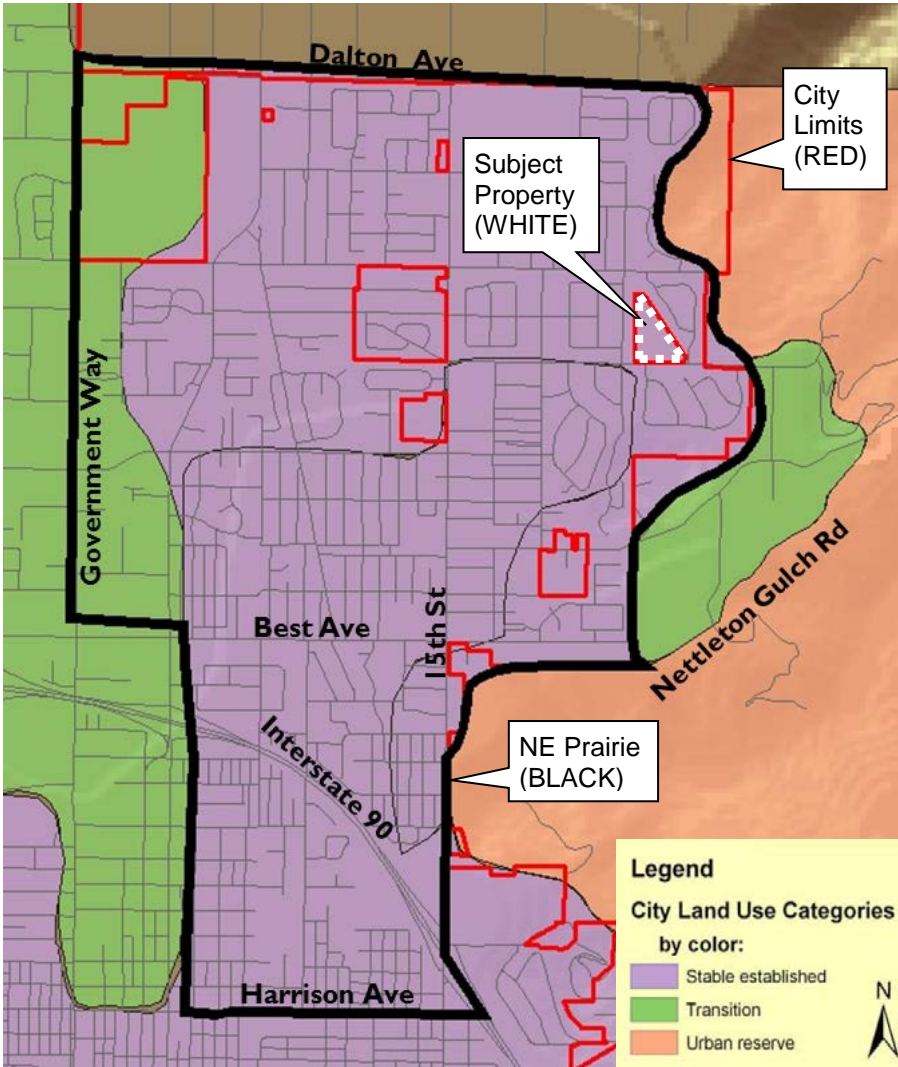 Dalton Ave
City
Limits
(RED)
Subject
Property
(WHITE)
Government Way
15th St
Best Ave
Nettleton Gulch Rd
Interstate 90
NE Prairie
(BLACK)
Harrison Ave
Legend
City Land Use Categories
by color:
Stable established
Transition
Urban reserve
N